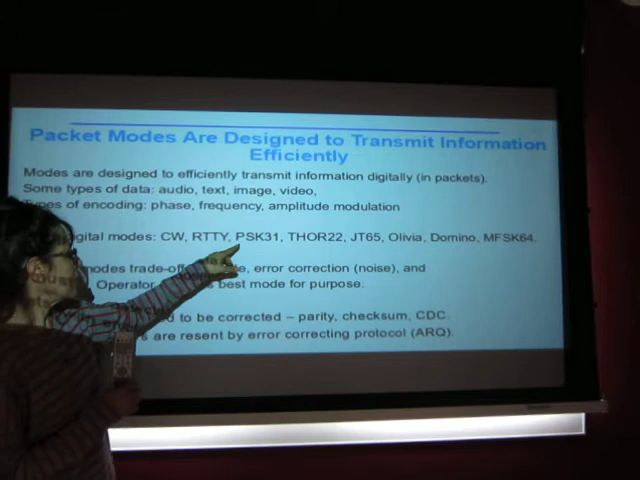 Packet Modes Are Designed to Transmit Information
Efficiently
Modes are designed to efficiently transmit information digitally (in packets).
Some types of data: audio, text, image, video,
Types of encoding: phase, frequency, amplitude modulation
gital modes: CW, RTTY, PSK31, THOR22, JT65, Olivia, Domino, MFSK64.
modes trade-off error correction (noise), and
Operator best mode for purpose.
to be corrected – parity, checksum, CDC.
are resent by error correcting protocol (ARQ).